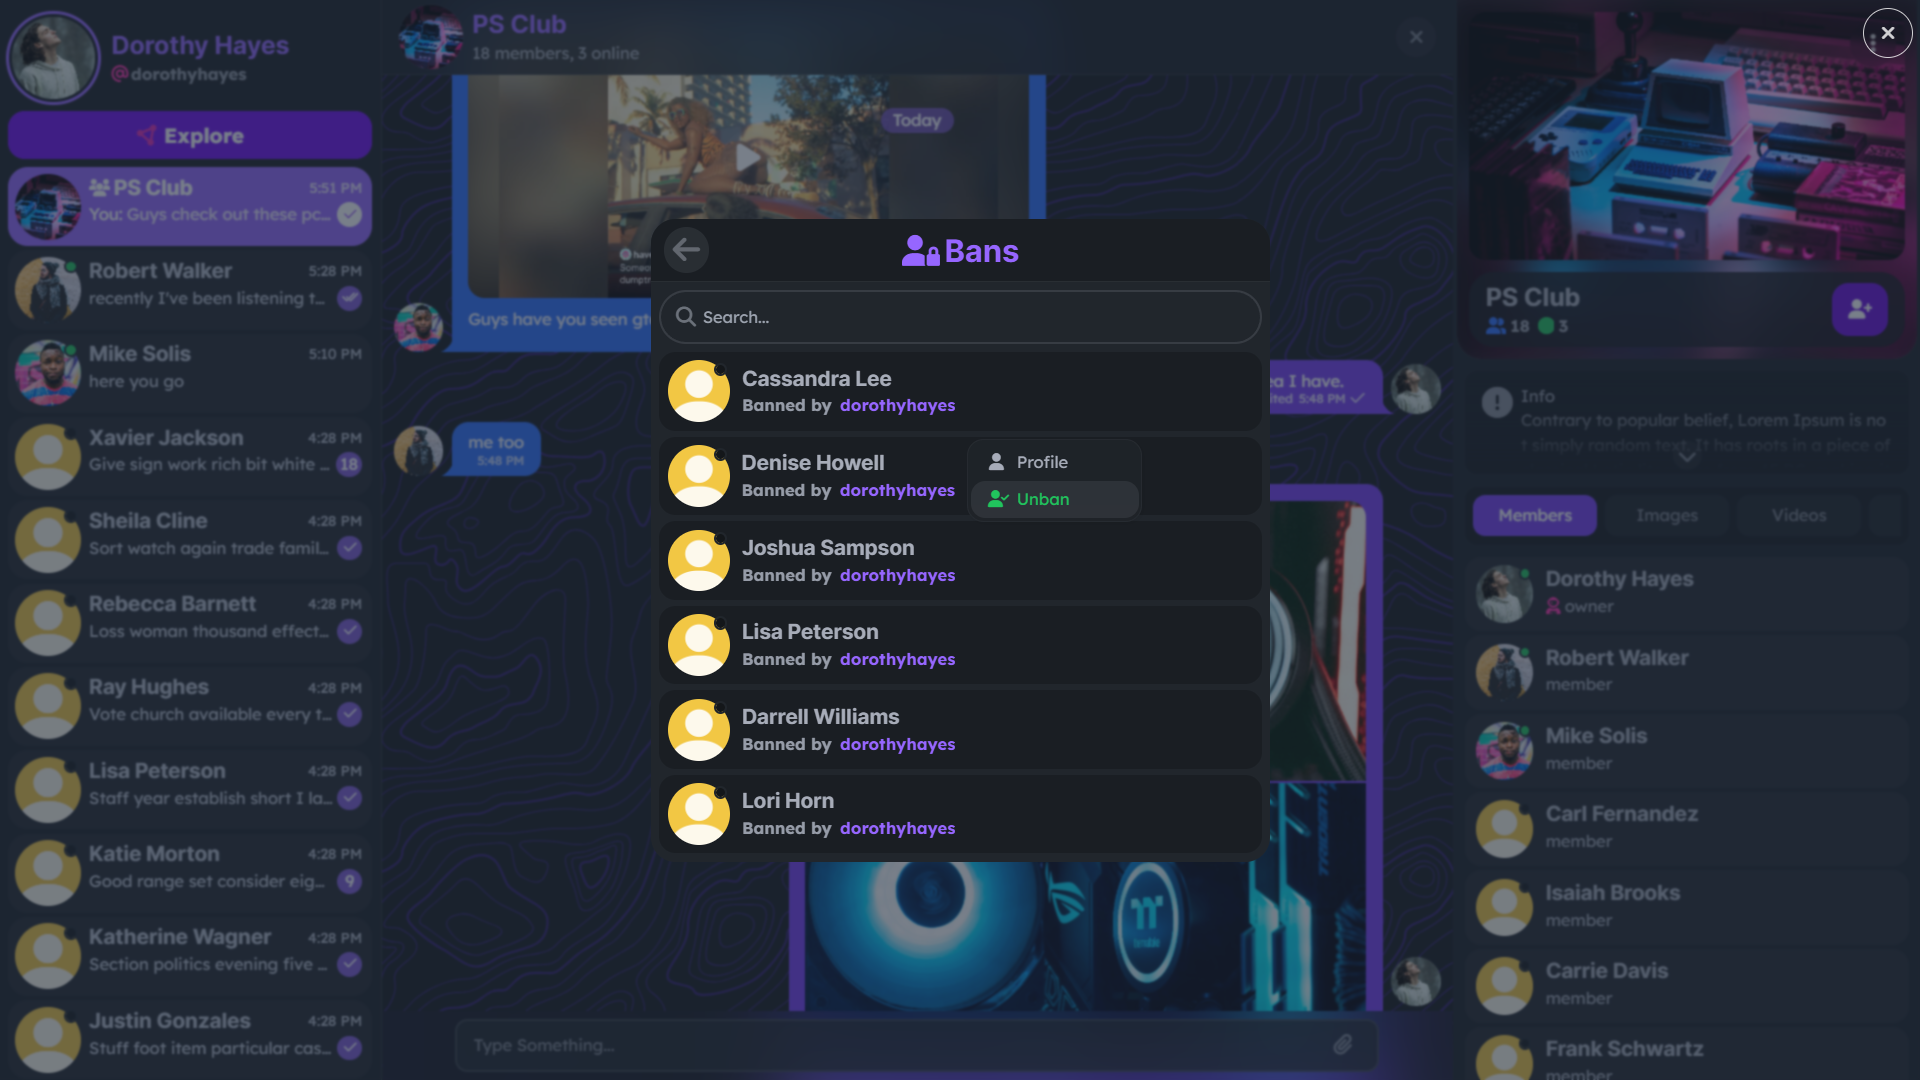 Dorothy Hayes
@dorothyhayes
Explore
PS Club
5:51 PM
You: Guys check out these pc...
Robert Walker
5:28 PM
recently I've been listening t...
Mike Solis
5:10 PM
here you go
Xavier Jackson
4:28 PM
Give sign work rich bit white ...
18
Sheila Cline
4:28 PM
Sort watch again trade famil...
Rebecca Barnett
4:28 PM
Loss woman thousand effect...
Ray Hughes
4:28 PM
Vote church available every t...
Lisa Peterson
4:28 PM
Staff year establish short I la...
Katie Morton
4:28 PM
Good range set consider eig...
9
Katherine Wagner
4:28 PM
Section politics evening five ...
Justin Gonzales
4:28 PM
Stuff foot item particular cas...
PS Club
18 members, 3 online
Today
Guys have you seen
me too
5:48 PM
I have.
5:48 PM
Type Something...
Bans
Search...
Cassandra Lee
Banned by dorothyhayes
Denise Howell
Banned by dorothyhayes
Profile
Unban
Joshua Sampson
Banned by dorothyhayes
Lisa Peterson
Banned by dorothyhayes
Darrell Williams
Banned by dorothyhayes
Lori Horn
Banned by dorothyhayes
PS Club
18 3
Info
Contrary to popular belief, Lorem Ipsum is no
t simply random text. It has roots in a piece of
Members
Images
Videos
Dorothy Hayes
owner
Robert Walker
member
Mike Solis
member
Carl Fernandez
member
Isaiah Brooks
member
Carrie Davis
member
Frank Schwartz
member